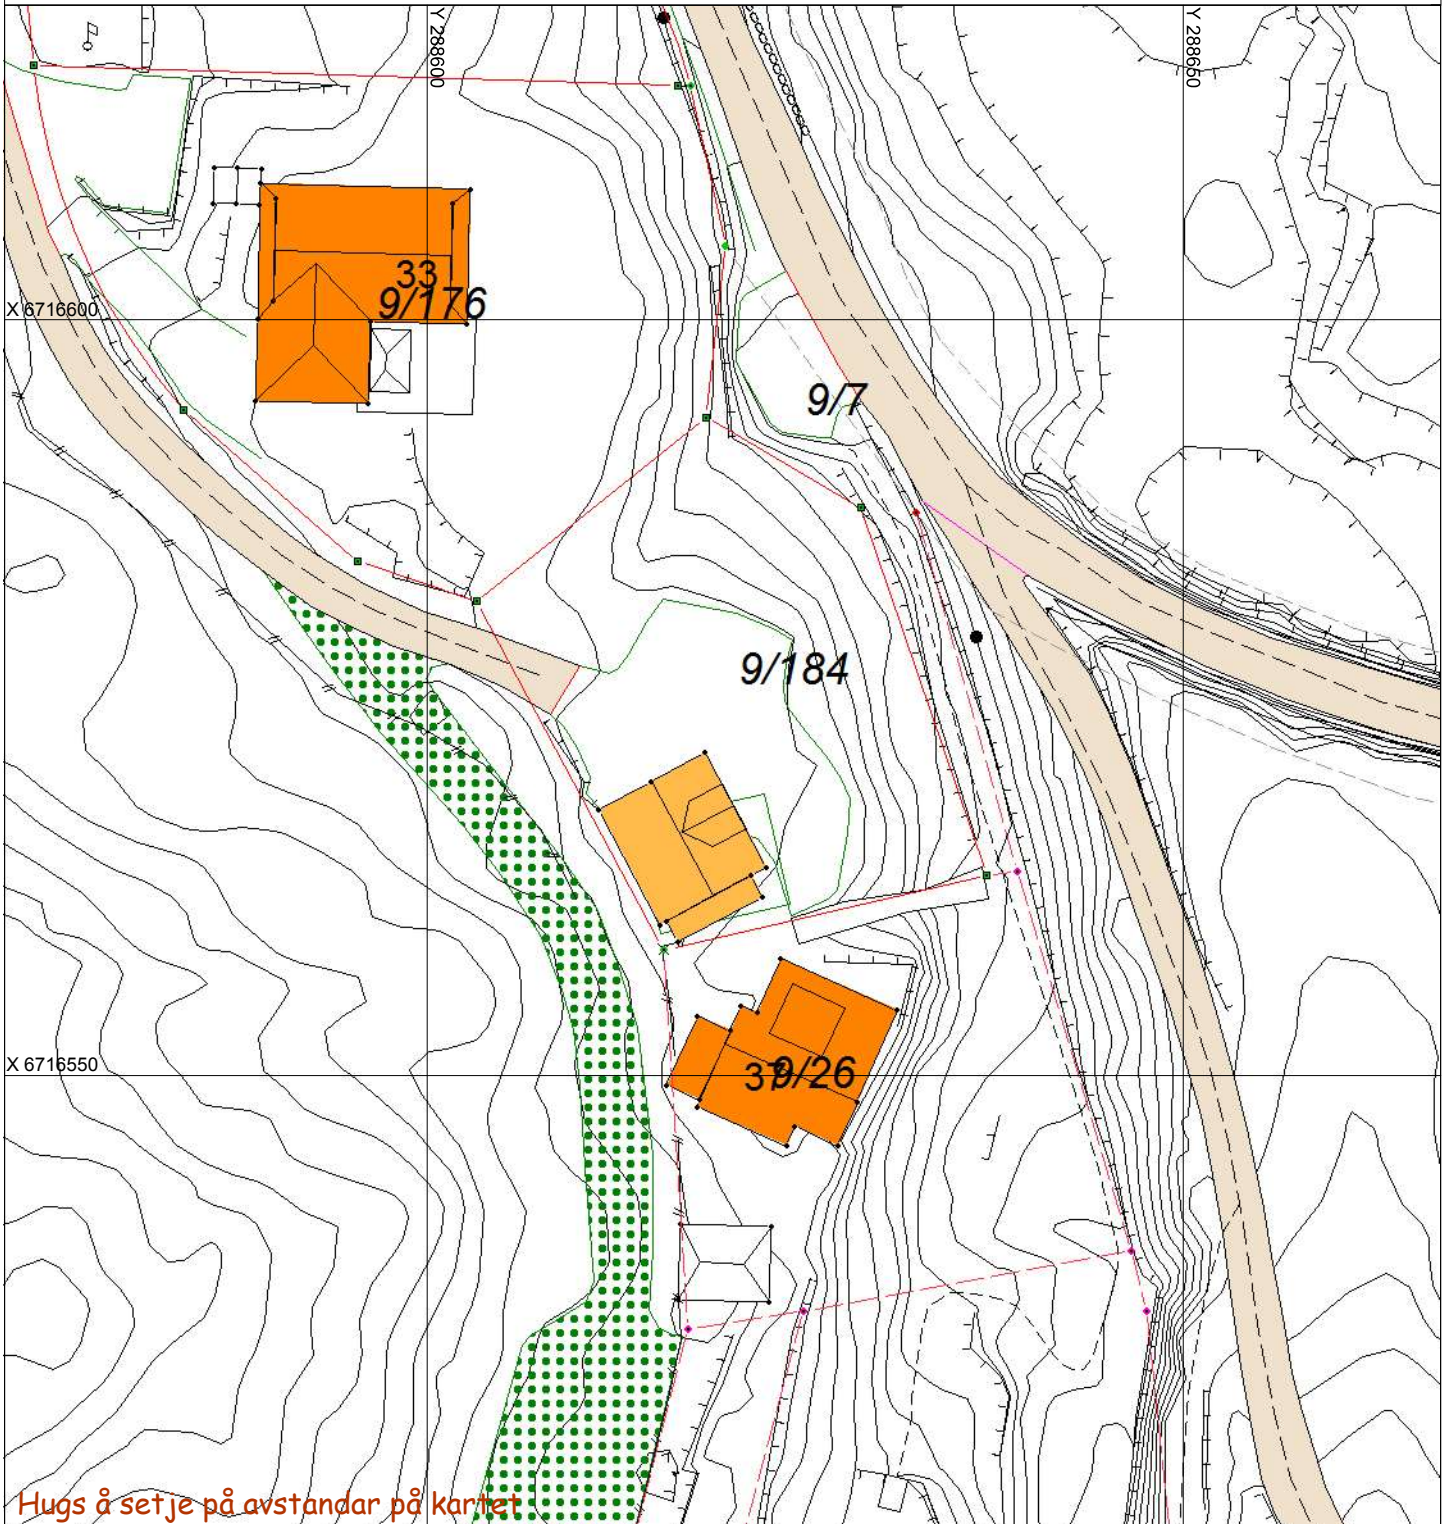 Y 288600
Y 288650
33
9/176
X 6716600
9/7
9/184
X 6716550
37
9/26
Hugs å setje på avstandar på kartet